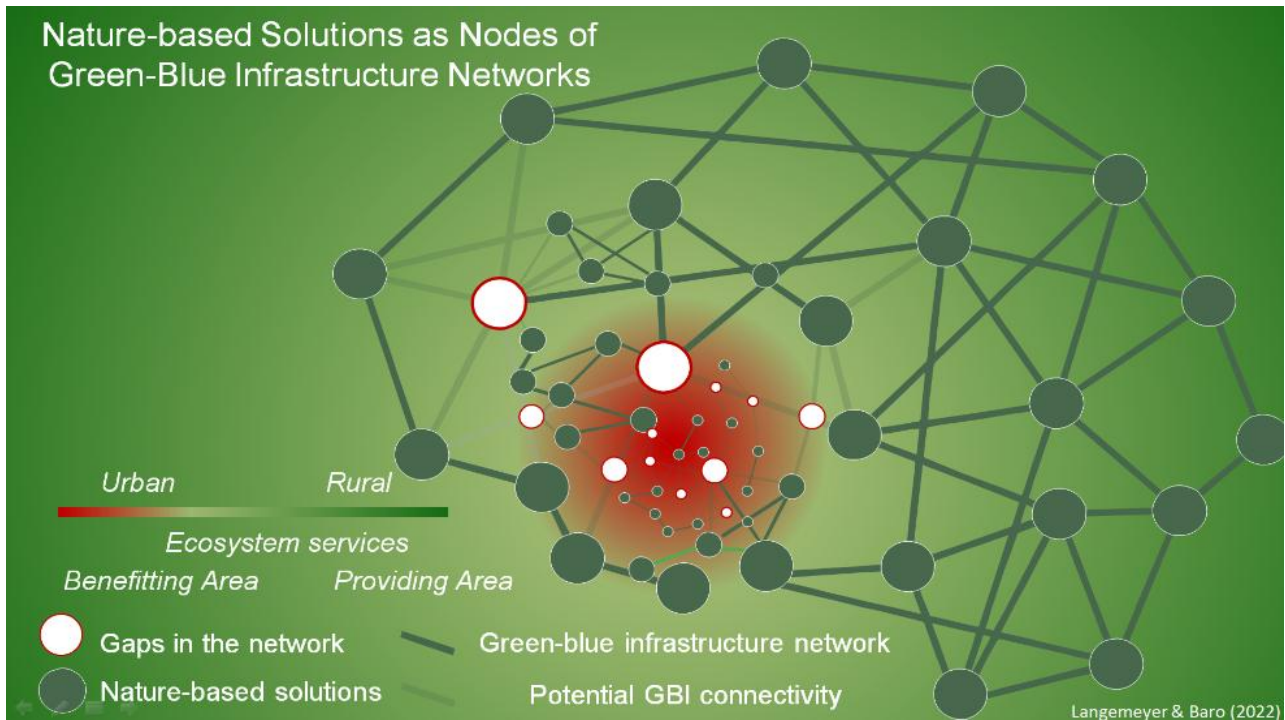 Nature-based Solutions as Nodes of
Green-Blue Infrastructure Networks
Urban Rural
Ecosystem services
Benefitting Area Providing Area
Gaps in the network Green-blue infrastructure network
Nature-based solutions Potential GBI connectivity
Langemeyer & Baro (2022)